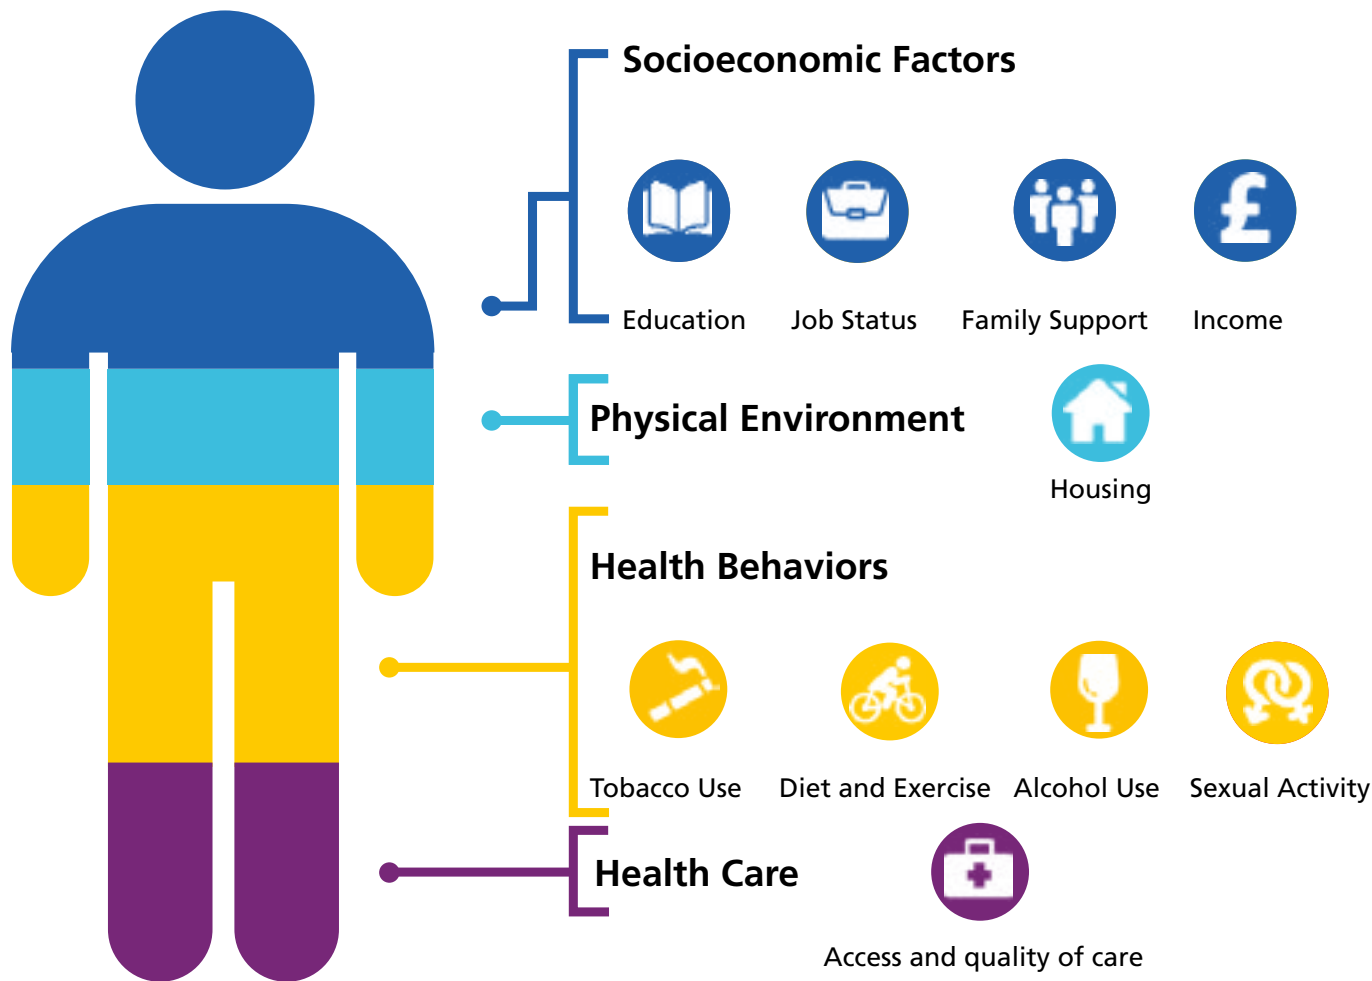 Socioeconomic Factors
£
Education Job Status Family Support Income
Physical Environment
Housing
Health Behaviors
Tobacco Use Diet and Exercise Alcohol Use Sexual Activity
Health Care
Access and quality of care